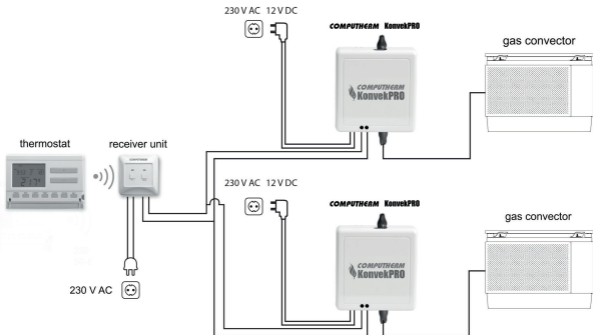 230 V AC 12 V DC
COMPUTHERM KonvekPRO
gas convector
COMPUTHERM
KonvekPRO
thermostat
receiver unit
COMPUTHERM
230 V AC 12 V DC
COMPUTHERM KonvekPRO
gas convector
COMPUTHERM
KonvekPRO
230 V AC